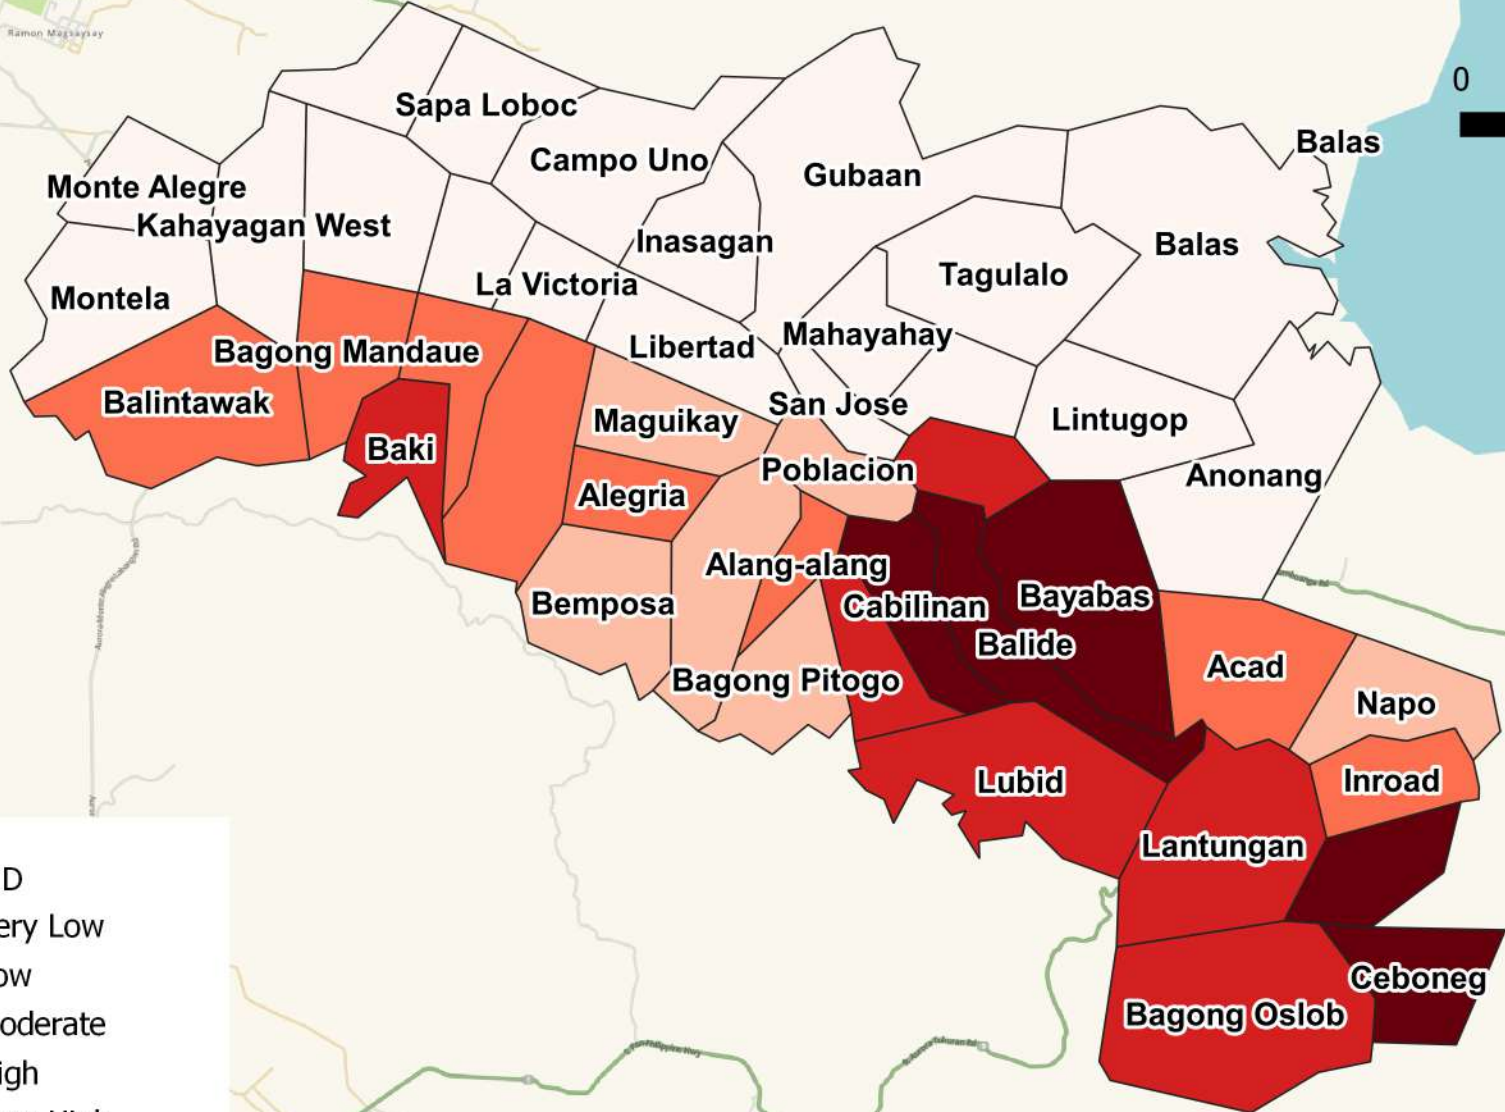 Ramon Magsaysay
0
Sapa Loboc
Balas
Campo Uno
Gubaan
Monte Alegre
Kahayagan West
Inasagan
Balas
Tagulalo
La Victoria
Montela
Mahayahay
Libertad
Bagong Mandaue
Balintawak
San Jose
Maguikay
Lintugop
Baki
Poblacion
Anonang
Alegria
Alang-alang
Bemposa
Cabilinan
Bayabas
Balide
Acad
Bagong Pitogo
Napo
Lubid
Inroad
Lantungan
D
ery Low
ow
Ceboneg
oderate
Bagong Oslob
igh